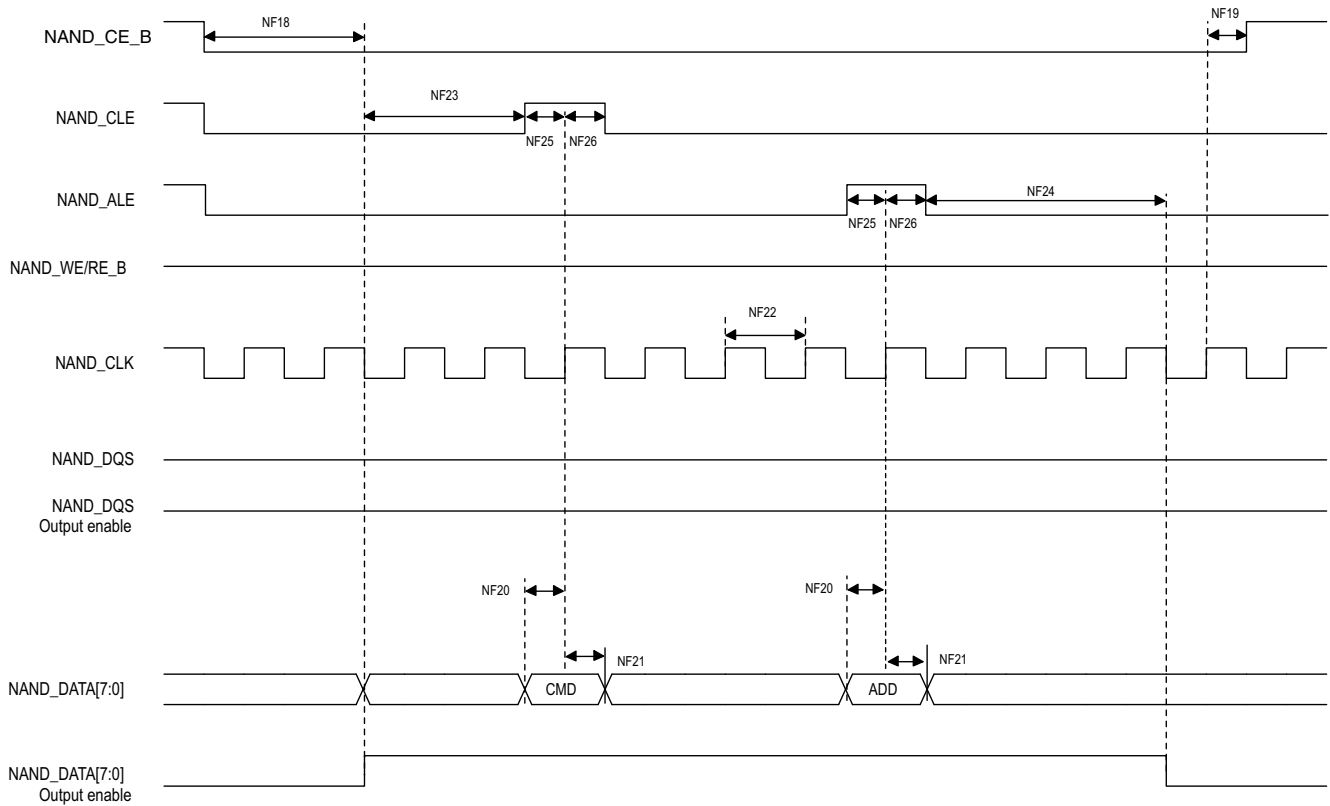 NF18
NF19
NAND_CE_B
NF23
NAND_CLE
NF25 NF26
NF24
NAND_ALE
NF25 NF26
NAND_WE/RE_B
NF22
NAND_CLK
NAND_DQS
NAND_DQS
Output enable
NF20
NF20
NF21
NF21
NAND_DATA[7:0]
CMD
ADD
NAND_DATA[7:0]
Output enable